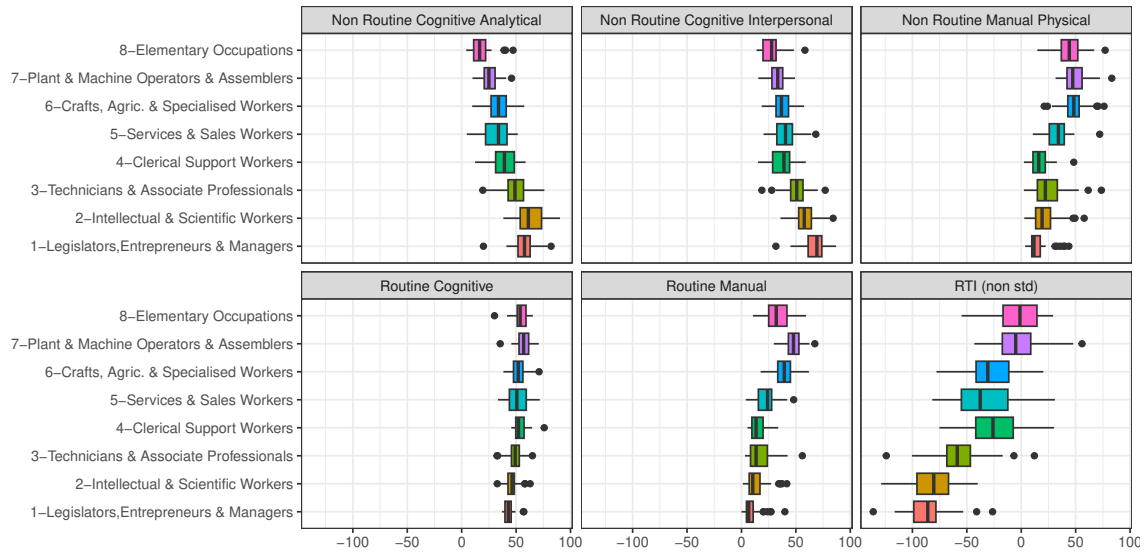 Non Routine Cognitive Analytical
Non Routine Cognitive Interpersonal
Non Routine Manual Physical
8−Elementary Occupations
7−Plant & Machine Operators & Assemblers
6−Crafts, Agric. & Specialised Workers
5−Services & Sales Workers
4−Clerical Support Workers
3−Technicians & Associate Professionals
2−Intellectual & Scientific Workers
1−Legislators,Entrepreneurs & Managers
Routine Cognitive
Routine Manual
RTI (non std)
8−Elementary Occupations
7−Plant & Machine Operators & Assemblers
6−Crafts, Agric. & Specialised Workers
5−Services & Sales Workers
4−Clerical Support Workers
3−Technicians & Associate Professionals
2−Intellectual & Scientific Workers
1−Legislators,Entrepreneurs & Managers
−100 −50 0 50 100 −100 −50 0 50 100 −100 −50 0 50 100